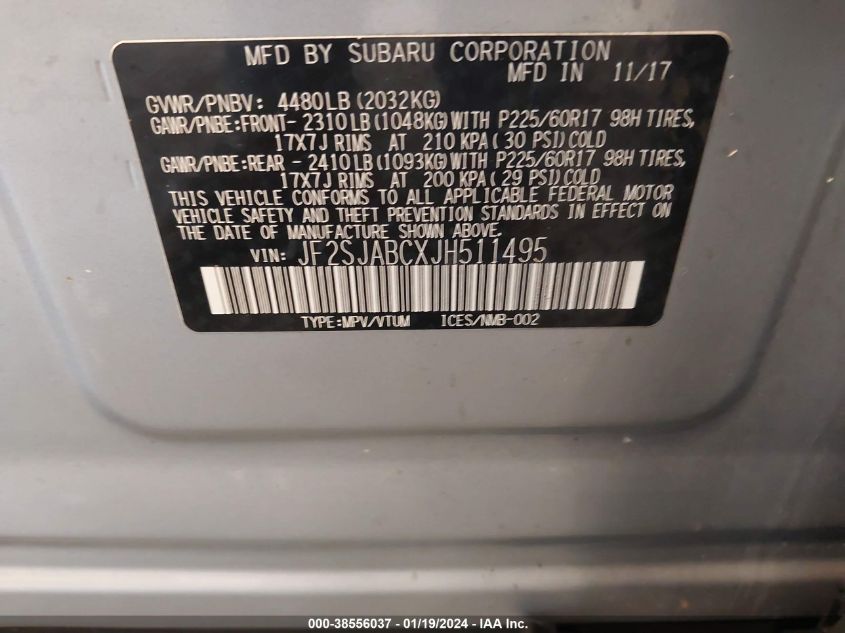 MFD BY SUBARU CORPORATION
MFD IN 11/17
GVWR/PNBV: 4480LB (2032KG)
GAWR/PNBE:FRONT- 2310LB(1048KG)WITH P225/60R17 98H TIRES,
17X7J RIMS AT 210 KPA( 30 PSI)COLD
GAWR/PNBE:REAR - 2410LB(1093KG)WITH P225/60R17 98H TIRES,
17X7J RIMS AT 200 KPA( 29 PSI)COLD
THIS VEHICLE CONFORMS TO ALL APPLICABLE FEDERAL MOTOR
VEHICLE SAFETY AND THEFT PREVENTION STANDARDS IN EFFECT ON
THE DATE OF MANUFACTURE SHOWN ABOVE.
VIN: JF2SJABCXJH511495
TYPE:MPV/VTUM ICES/NMB-002
000-38556037 - 01/19/2024 - IAA Inc.